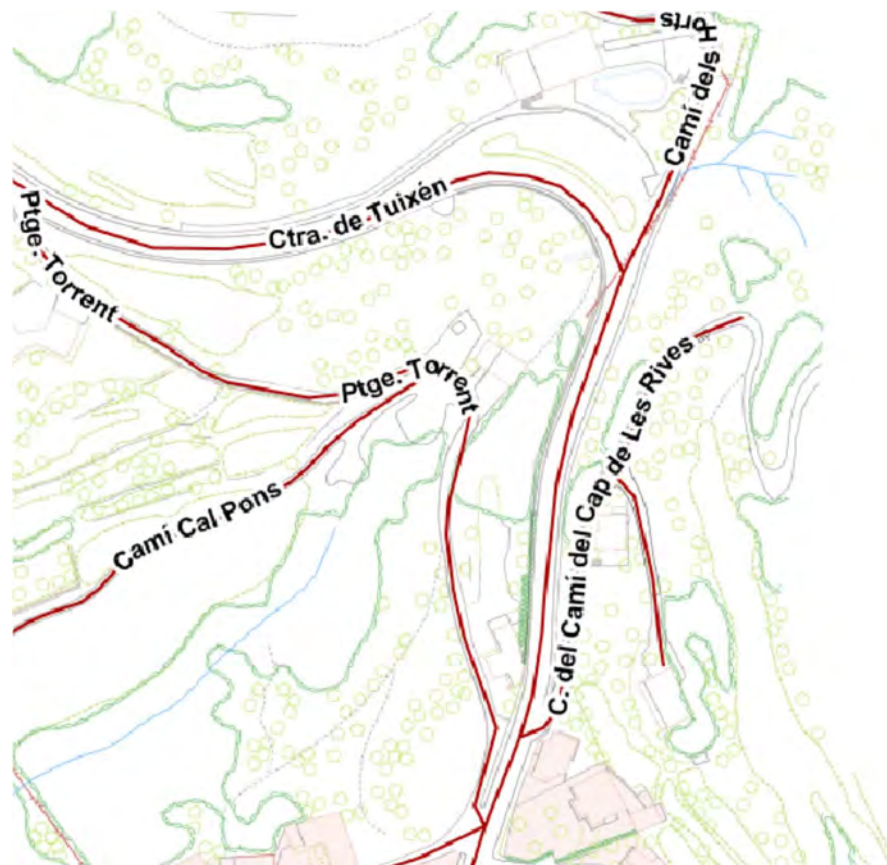 Camí dels Horts
Ctra. de Tuixén
Ptge. Torrent
Ptge. Torrent
C. del Camí del Cap de Les Rives
Camí Cal Pons